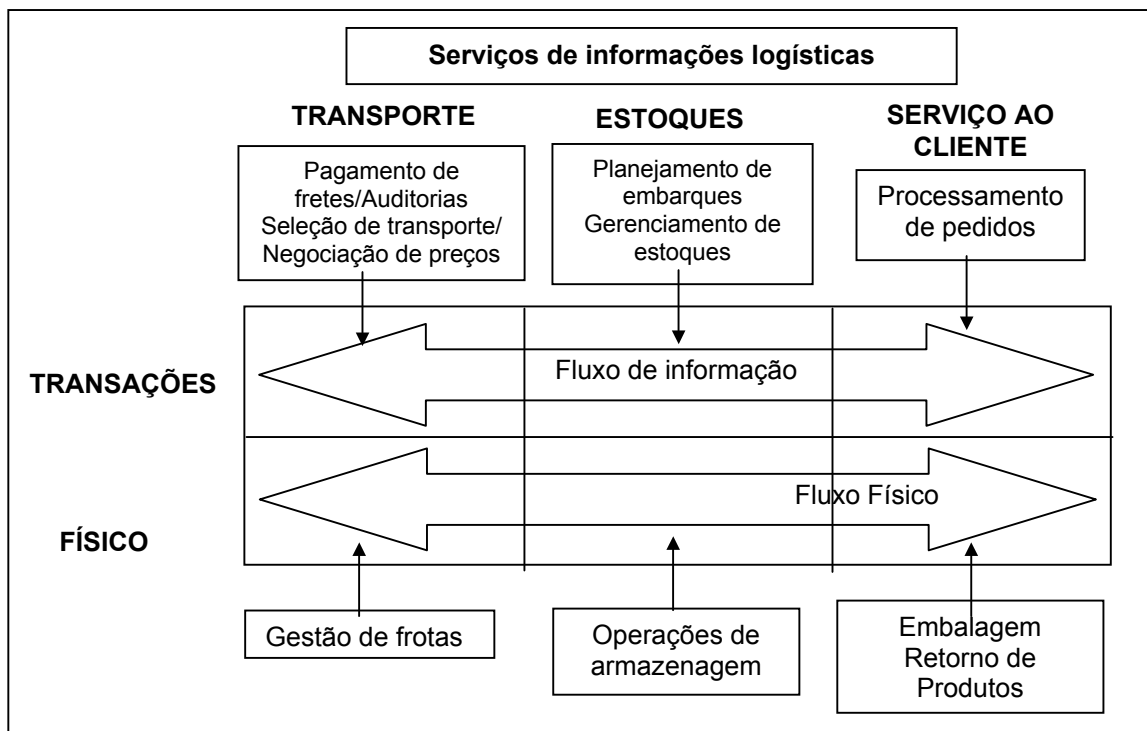 Serviços de informações logísticas
TRANSPORTE
ESTOQUES
SERVIÇO AO
CLIENTE
Pagamento de
fretes/Auditorias
Seleção de transporte/
Negociação de preços
Planejamento de
embarques
Gerenciamento de
estoques
Processamento
de pedidos
TRANSAÇÕES
Fluxo de informação
FÍSICO
Fluxo Físico
Gestão de frotas
Operações de
armazenagem
Embalagem
Retorno de
Produtos